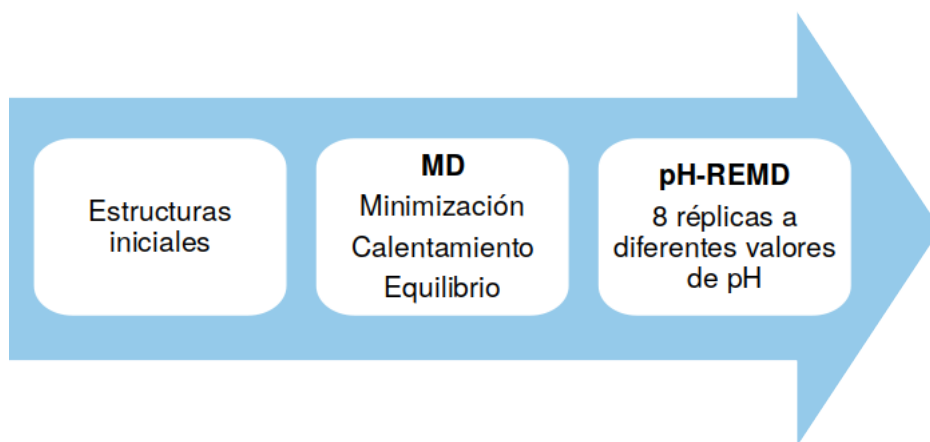 Estructuras
iniciales
MD
Minimización
Calentamiento
Equilibrio
pH-REMD
8 réplicas a
diferentes valores
de pH